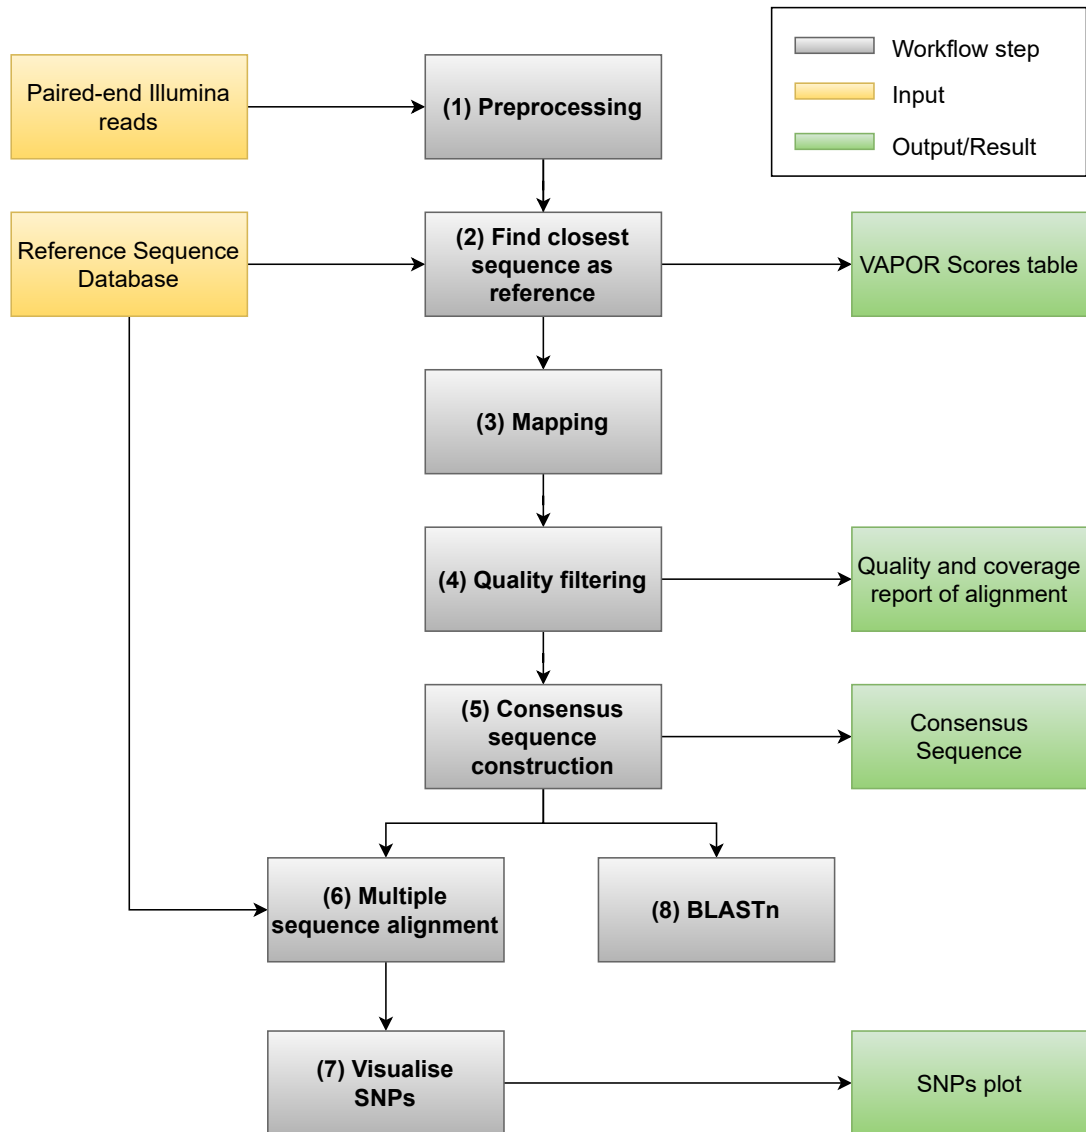 Workflow step
Input
Output/Result
Paired-end Illumina
reads
(1) Preprocessing
Reference Sequence
Database
(2) Find closest
sequence as
reference
VAPOR Scores table
(3) Mapping
(4) Quality filtering
Quality and coverage
report of alignment
(5) Consensus
sequence
construction
Consensus
Sequence
(6) Multiple
sequence alignment
(8) BLASTn
(7) Visualise
SNPs
SNPs plot